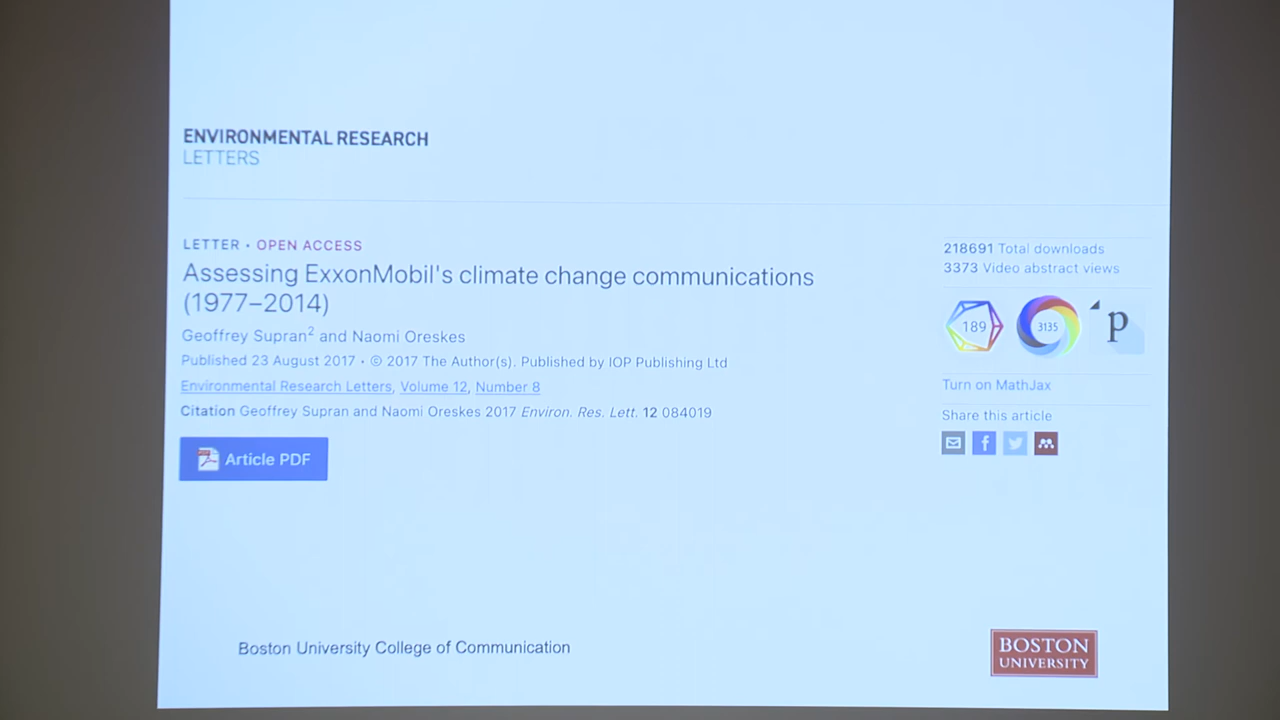 ENVIRONMENTAL RESEARCH
LETTERS
LETTER • OPEN ACCESS
Assessing ExxonMobil's climate change communications
(1977–2014)
Geoffrey Supran2 and Naomi Oreskes
Published 23 August 2017 • © 2017 The Author(s). Published by IOP Publishing Ltd
Environmental Research Letters, Volume 12, Number 8
Citation Geoffrey Supran and Naomi Oreskes 2017 Environ. Res. Lett. 12 084019
Article PDF
218691 Total downloads
3373 Video abstract views
189
3135
p
Turn on MathJax
Share this article
f
Boston University College of Communication
BOSTON
UNIVERSITY